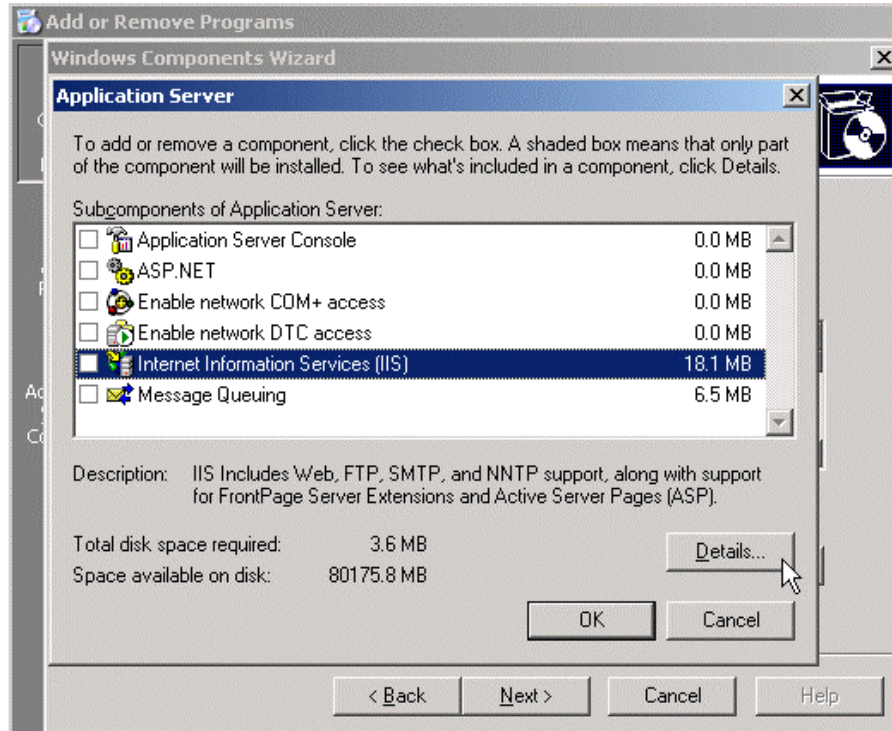 Add or Remove Programs
Windows Components Wizard
Application Server
To add or remove a component, click the check box. A shaded box means that only part
of the component will be installed. To see what's included in a component, click Details.
Subcomponents of Application Server:
Application Server Console 0.0 MB
ASP.NET 0.0 MB
Enable network COM+ access 0.0 MB
Enable network DTC access 0.0 MB
Internet Information Services (IIS) 18.1 MB
Message Queuing 6.5 MB
Description: IIS Includes Web, FTP, SMTP, and NNTP support, along with support
for FrontPage Server Extensions and Active Server Pages (ASP).
Total disk space required: 3.6 MB
Space available on disk: 80175.8 MB
Details...
OK Cancel
< Back Next > Cancel Help